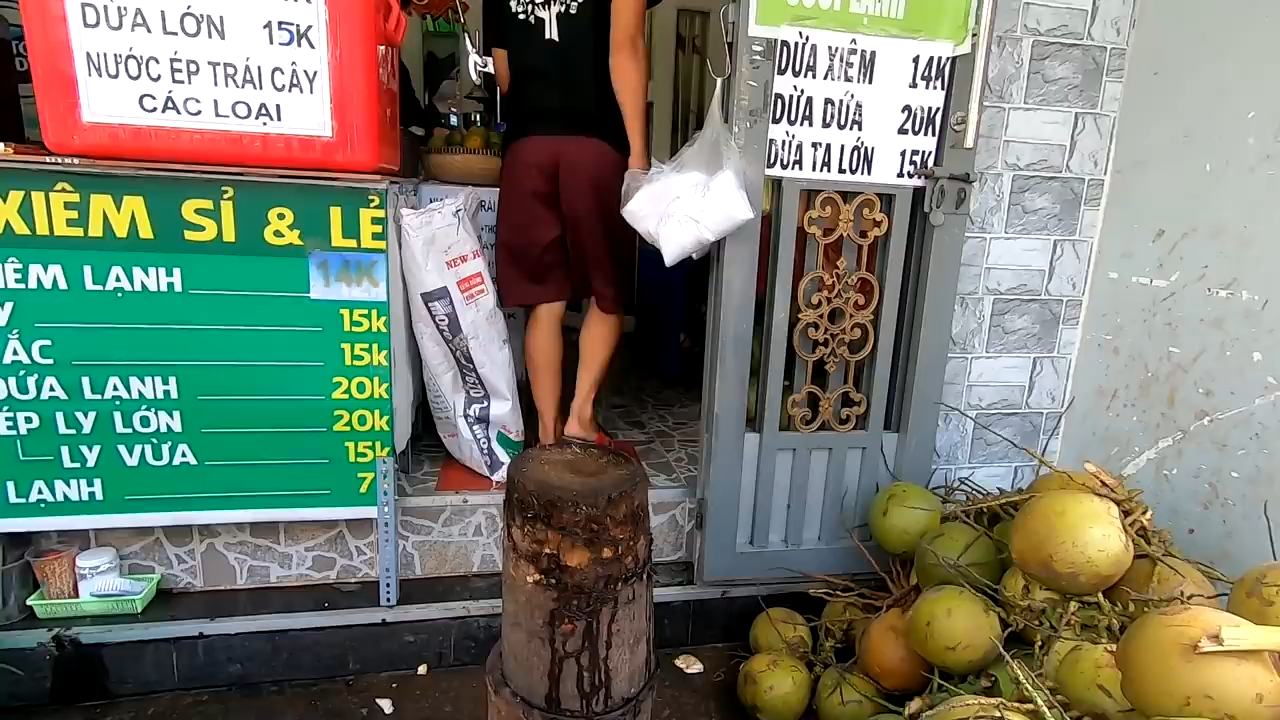 DỪA LỚN 15K
NƯỚC ÉP TRÁI CÂY
CÁC LOẠI
XIÊM SỈ & LẺ
IÊM LẠNH 14K
Y 15k
ẮC 15k
DỨA LẠNH 20k
ÉP LY LỚN 20k
LY VỪA 15k
LẠNH 7
NEW
DỪA XIÊM 14K
DỪA DỨA 20K
DỪA TA LỚN 15K